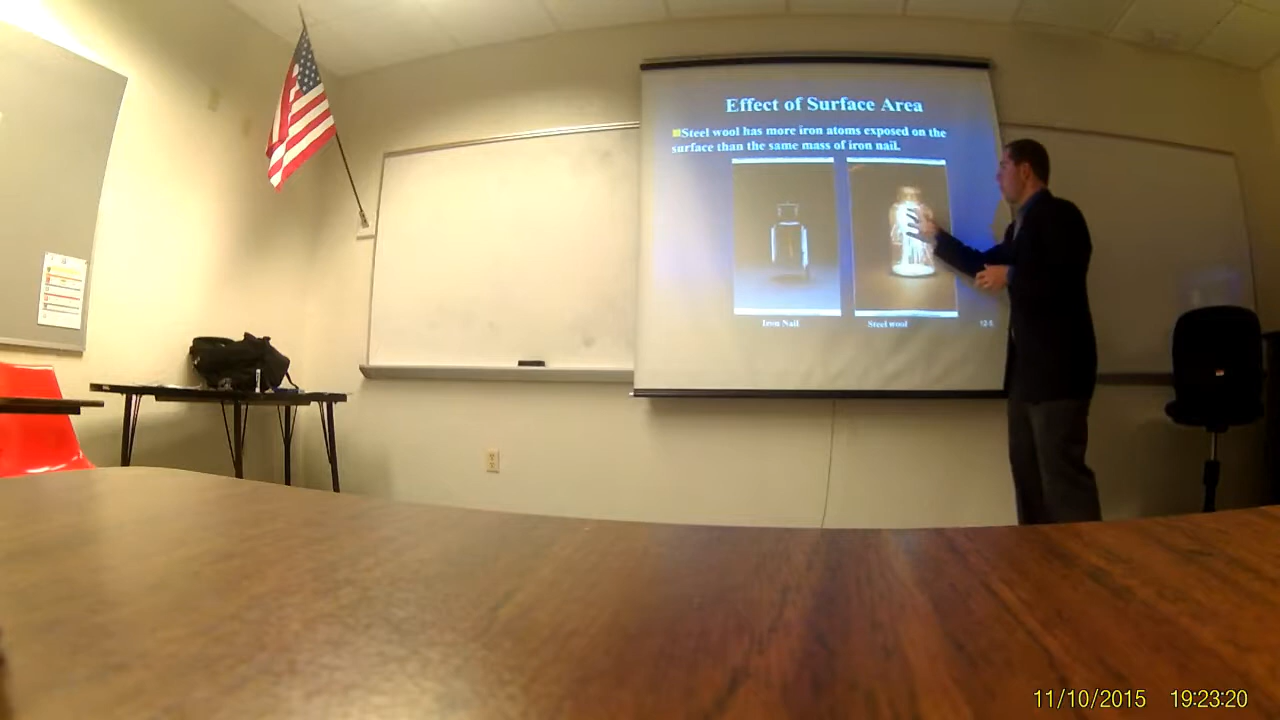 Effect of Surface Area
Steel wool has more iron atoms exposed on the
surface than the same mass of iron nail.
Iron Nail
Steel wool
12-5
11/10/2015 19:23:20